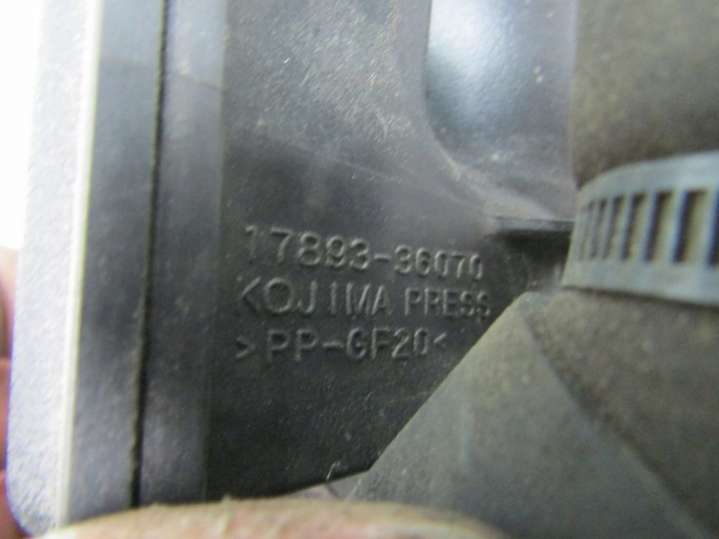 17893-36070
KOJIMA PRESS
>PP-GF20<